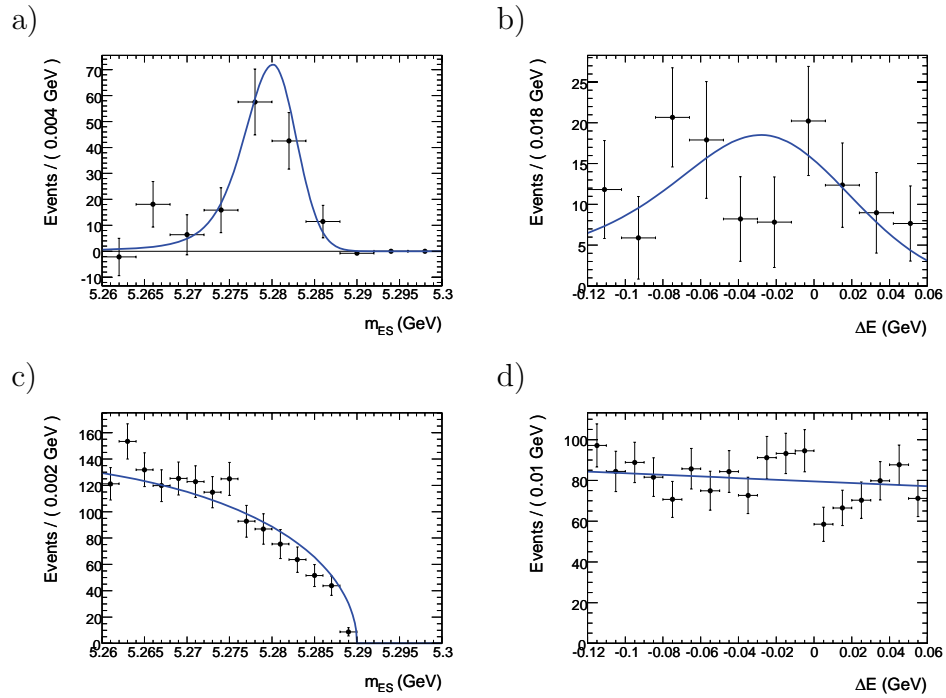 a)
Events / ( 0.004 GeV )
70
60
50
40
30
20
10
0
-10
5.26 5.265 5.27 5.275 5.28 5.285 5.29 5.295 5.3
m_ES (GeV)
b)
Events / ( 0.018 GeV )
25
20
15
10
5
0
-0.12 -0.1 -0.08 -0.06 -0.04 -0.02 0 0.02 0.04 0.06
ΔE (GeV)
c)
Events / ( 0.002 GeV )
160
140
120
100
80
60
40
20
0
5.26 5.265 5.27 5.275 5.28 5.285 5.29 5.295 5.3
m_ES (GeV)
d)
Events / ( 0.01 GeV )
100
80
60
40
20
0
-0.12 -0.1 -0.08 -0.06 -0.04 -0.02 0 0.02 0.04 0.06
ΔE (GeV)